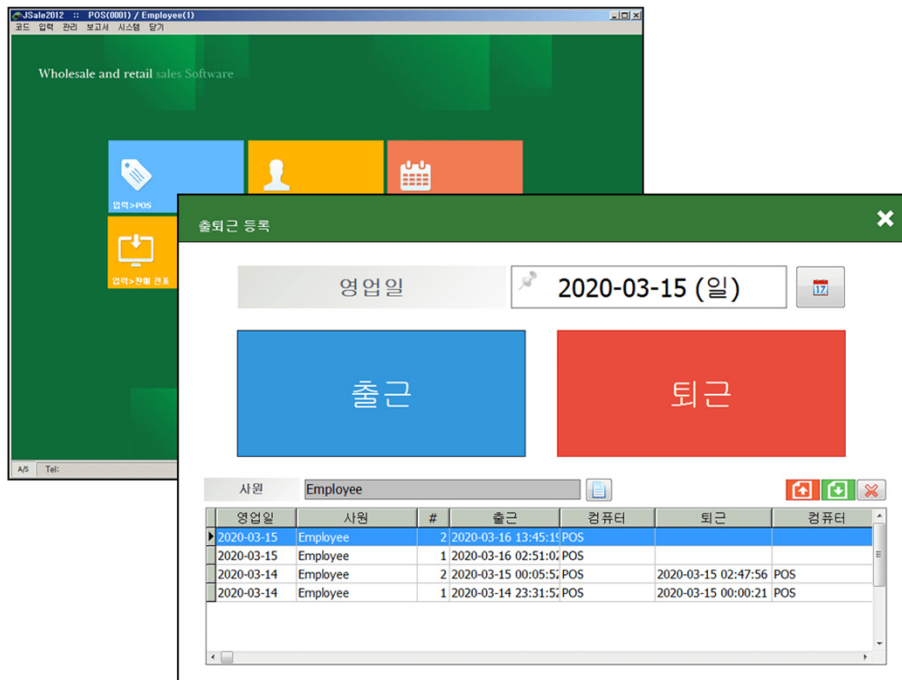 JSale2012 :: POS(0001) / Employee(1)
코드 입력 관리 보고서 시스템 닫기
Wholesale and retail sales Software
입력>POS
입력>판매 전표
A/S Tel:
출퇴근 등록
영업일 2020-03-15 (일) 17
출근 퇴근
사원 Employee
영업일 사원 # 출근 컴퓨터 퇴근 컴퓨터
2020-03-15 Employee 2 2020-03-16 13:45:19 POS
2020-03-15 Employee 1 2020-03-16 02:51:02 POS
2020-03-14 Employee 2 2020-03-15 00:05:52 POS 2020-03-15 02:47:56 POS
2020-03-14 Employee 1 2020-03-14 23:31:52 POS 2020-03-15 00:00:21 POS